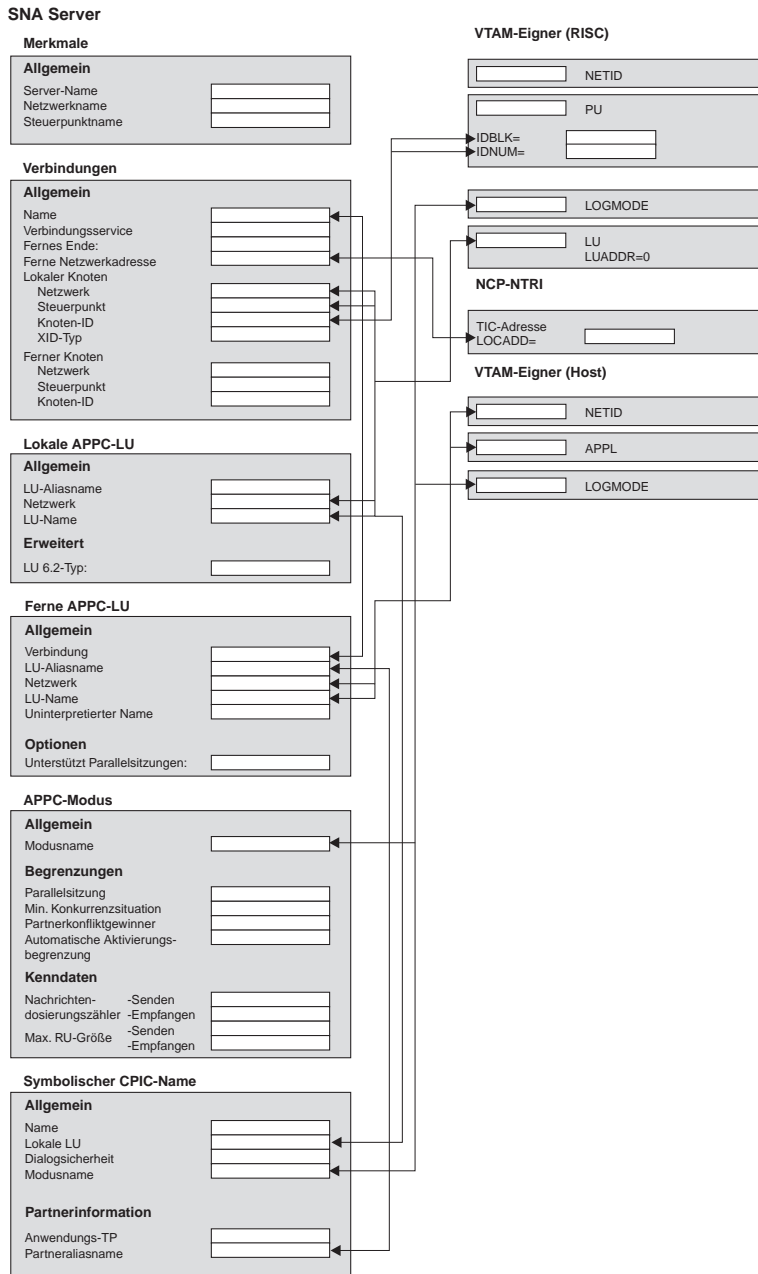 SNA Server
Merkmale
Allgemein
Server-Name
Netzwerkname
Steuerpunktname
Verbindungen
Allgemein
Name
Verbindungsservice
Fernes Ende:
Ferne Netzwerkadresse
Lokaler Knoten
Netzwerk
Steuerpunkt
Knoten-ID
XID-Typ
Ferner Knoten
Netzwerk
Steuerpunkt
Knoten-ID
Lokale APPC-LU
Allgemein
LU-Aliasname
Netzwerk
LU-Name
Erweitert
LU 6.2-Typ:
Ferne APPC-LU
Allgemein
Verbindung
LU-Aliasname
Netzwerk
LU-Name
Uninterpretierter Name
Optionen
Unterstützt Parallelsitzungen:
APPC-Modus
Allgemein
Modusname
Begrenzungen
Parallelsitzung
Min. Konkurrenzsituation
Partnerkonfliktgewinner
Automatische Aktivierungs-
begrenzung
Kenndaten
Nachrichten- -Senden
dosierungszähler -Empfangen
Max. RU-Größe -Senden
-Empfangen
Symbolischer CPIC-Name
Allgemein
Name
Lokale LU
Dialogsicherheit
Modusname
Partnerinformation
Anwendungs-TP
Partneraliasname
VTAM-Eigner (RISC)
NETID
PU
IDBLK=
IDNUM=
LOGMODE
LU
LUADDR=0
NCP-NTRI
TIC-Adresse
LOCADD=
VTAM-Eigner (Host)
NETID
APPL
LOGMODE